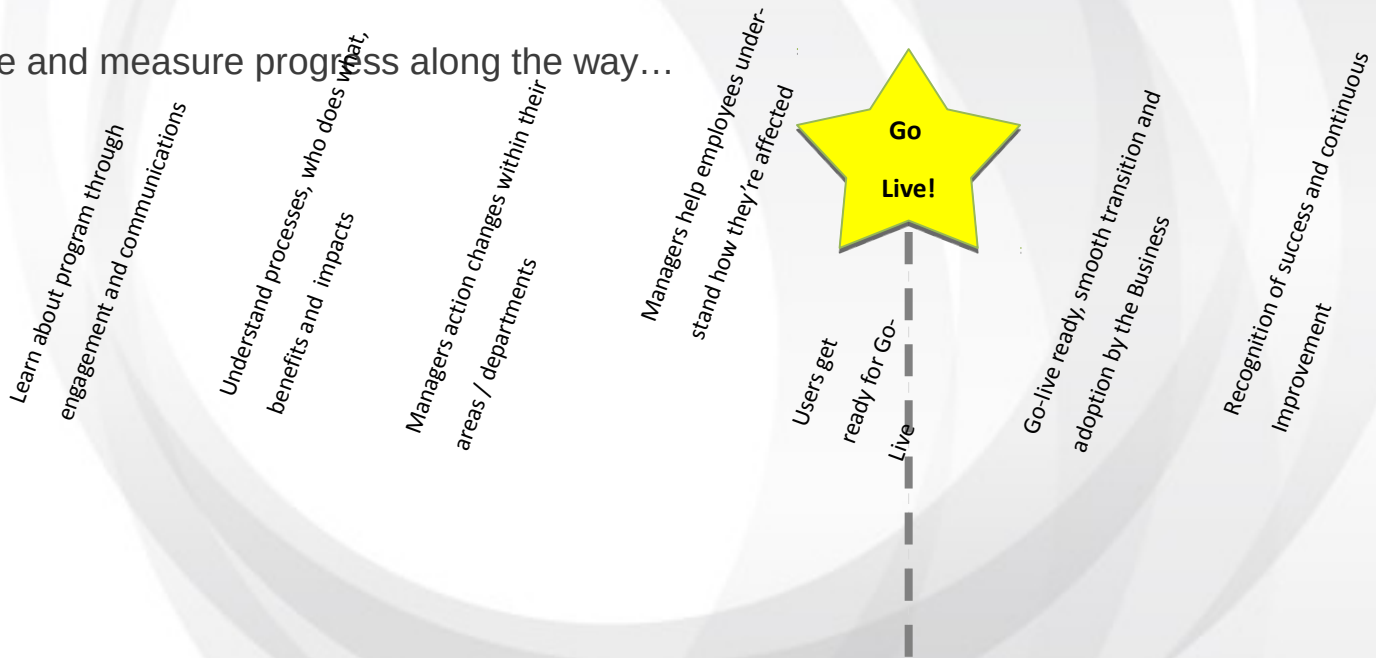 e and measure progress along the way…
Learn about program through
engagement and communications
Understand processes, who does what,
benefits and impacts
Managers action changes within their
areas / departments
Managers help employees under-
stand how they’re affected
Users get
ready for Go-
Live
Go
Live!
Go-live ready, smooth transition and
adoption by the Business
Recognition of success and continuous
Improvement